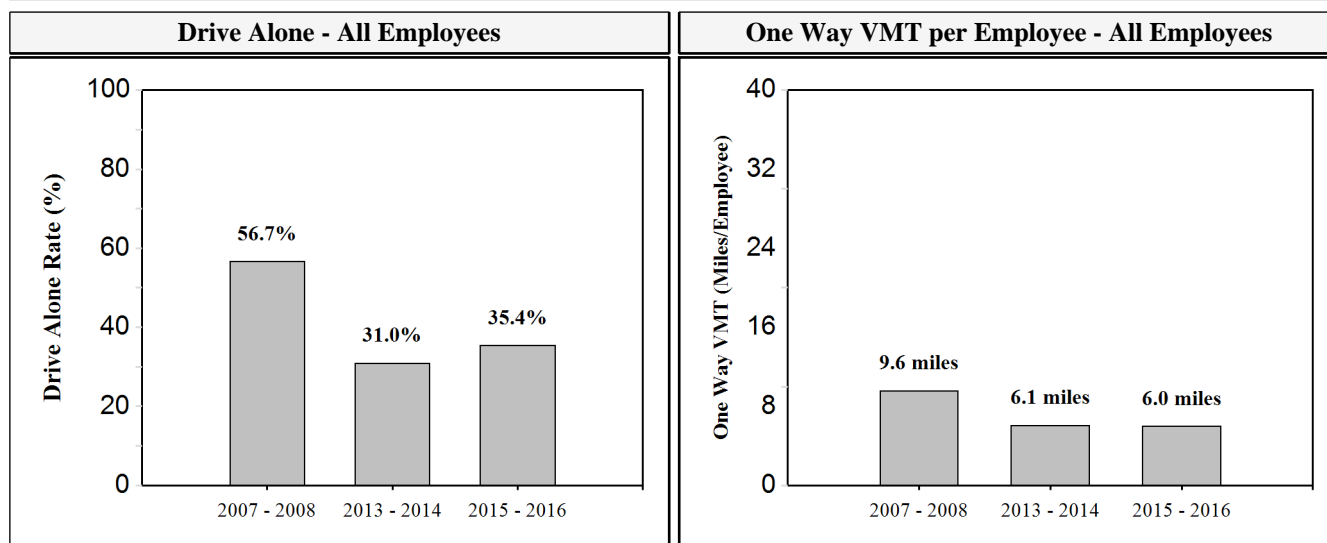 Drive Alone - All Employees
Drive Alone Rate (%)
100
80
60
40
20
0
56.7%
31.0%
35.4%
2007 - 2008
2013 - 2014
2015 - 2016
One Way VMT per Employee - All Employees
One Way VMT (Miles/Employee)
40
32
24
16
8
0
9.6 miles
6.1 miles
6.0 miles
2007 - 2008
2013 - 2014
2015 - 2016